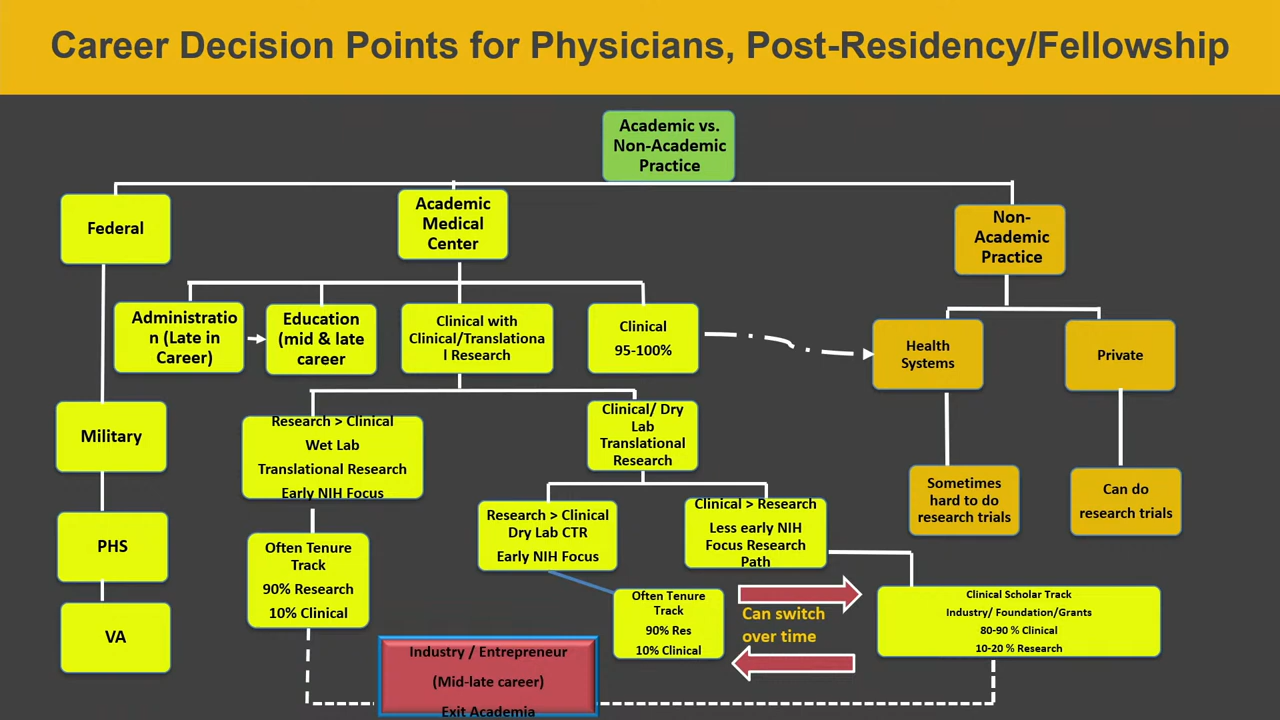 Career Decision Points for Physicians, Post-Residency/Fellowship
Academic vs.
Non-Academic
Practice
Federal
Academic
Medical
Center
Non-
Academic
Practice
Administratio
n (Late in
Career)
Education
(mid & late
career
Clinical with
Clinical/Translationa
l Research
Clinical
95-100%
Health
Systems
Private
Military
Research > Clinical
Wet Lab
Translational Research
Early NIH Focus
Clinical/ Dry
Lab
Translational
Research
Sometimes
hard to do
research trials
Can do
research trials
PHS
Often Tenure
Track
90% Research
10% Clinical
Research > Clinical
Dry Lab CTR
Early NIH Focus
Clinical > Research
Less early NIH
Focus Research
Path
VA
Often Tenure
Track
90% Res
10% Clinical
Can switch
over time
Clinical Scholar Track
Industry/ Foundation/Grants
80-90 % Clinical
10-20 % Research
Industry / Entrepreneur
(Mid-late career)
Exit Academia